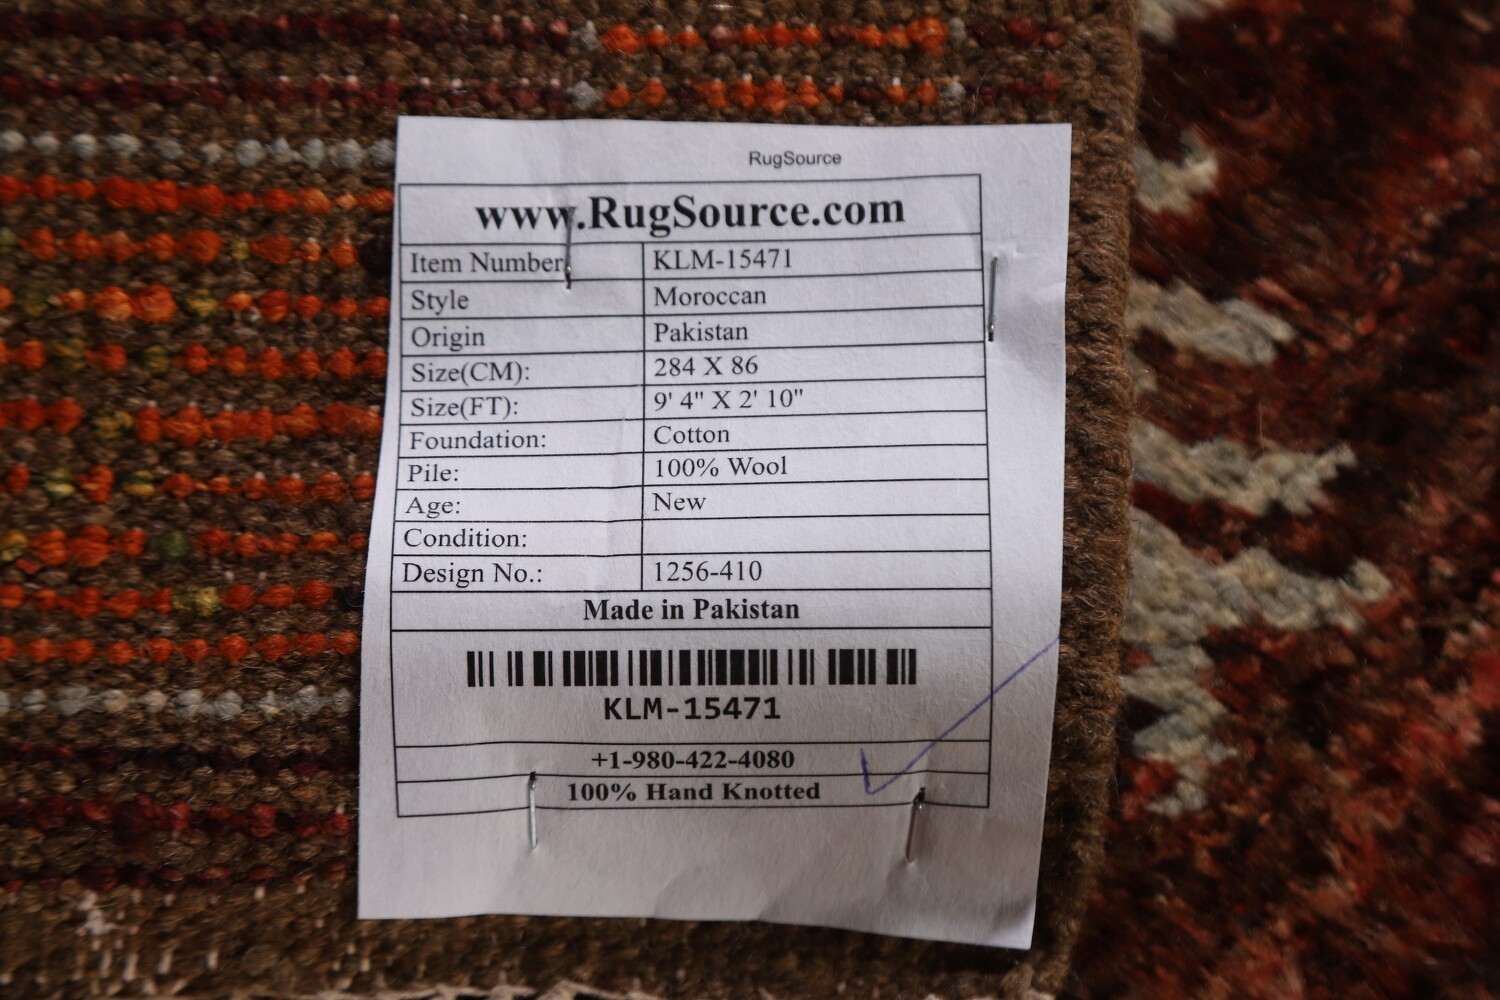 RugSource
www.RugSource.com
Item Number KLM-15471
Style Moroccan
Origin Pakistan
Size(CM): 284 X 86
Size(FT): 9' 4" X 2' 10"
Foundation: Cotton
Pile: 100% Wool
Age: New
Condition:
Design No.: 1256-410
Made in Pakistan
KLM-15471
+1-980-422-4080
100% Hand Knotted